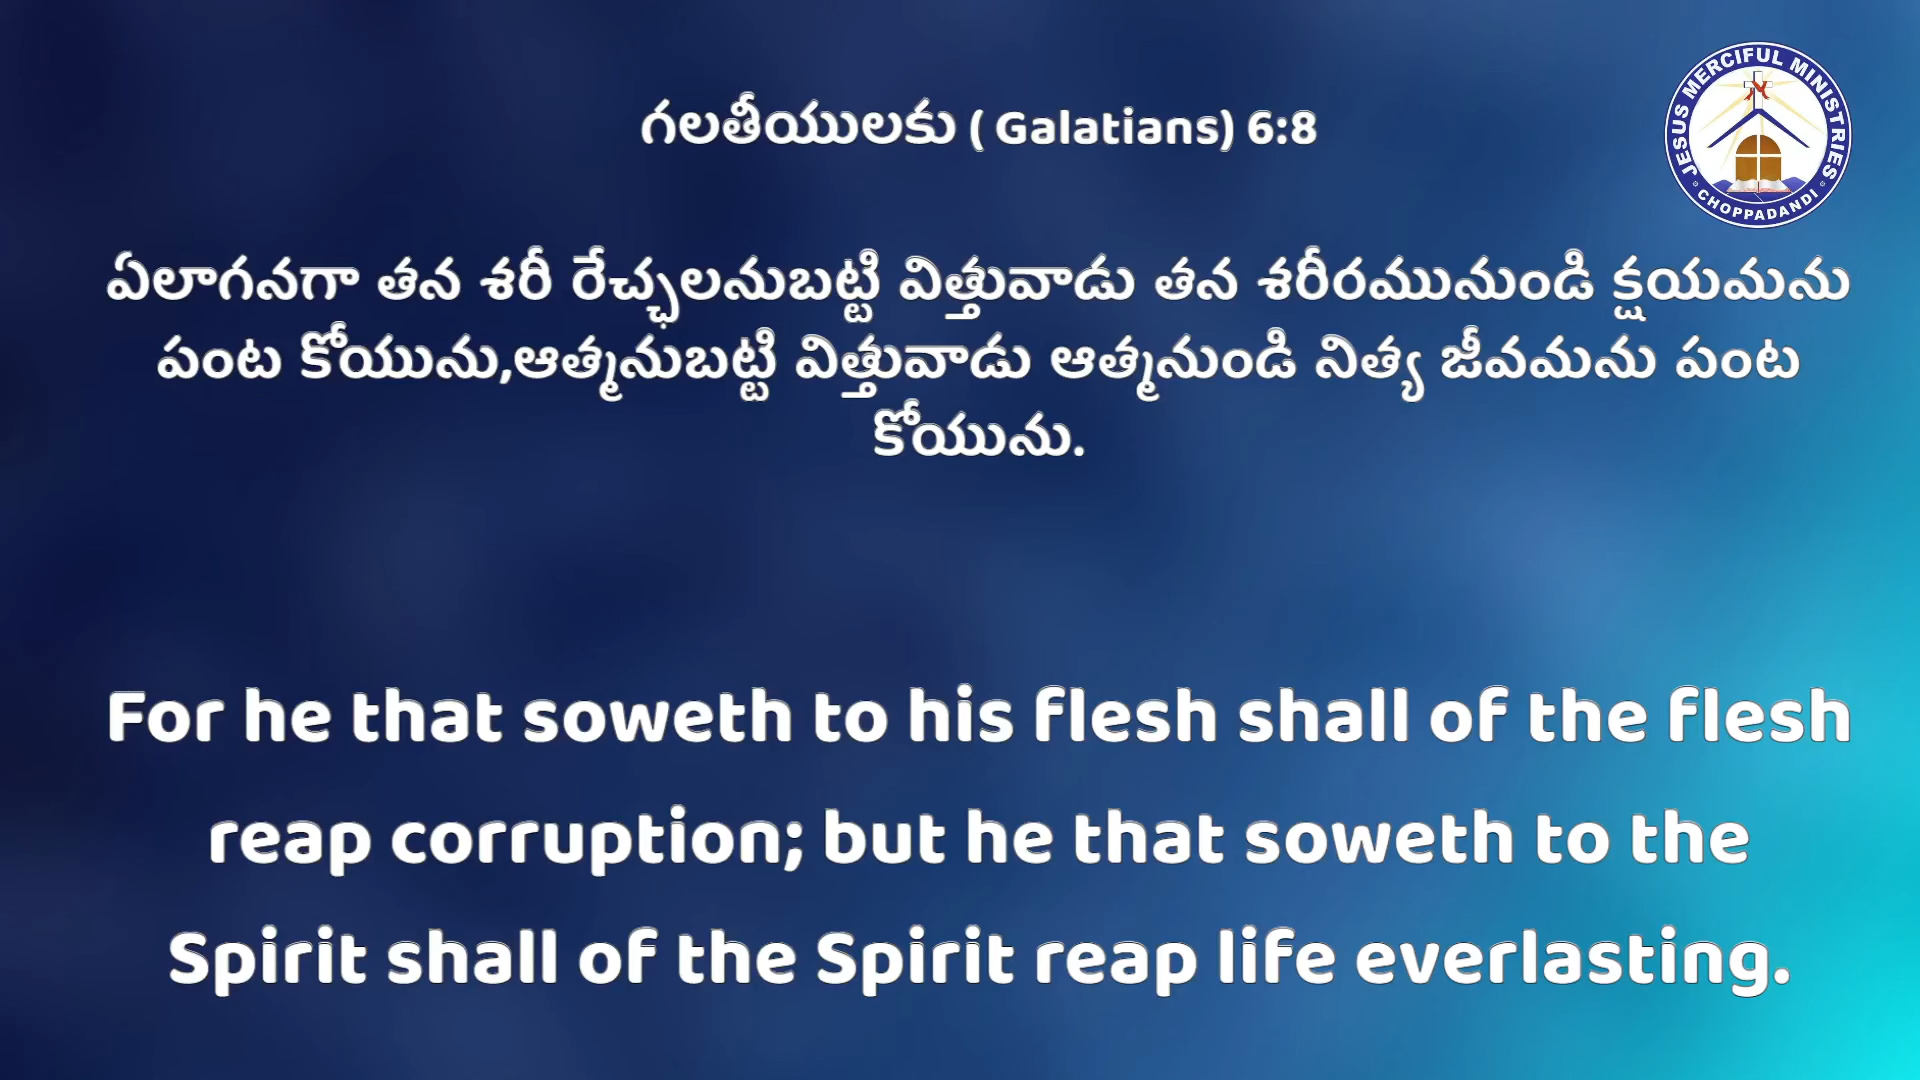 గలతీయులకు ( Galatians) 6:8
JESUS MERCIFUL MINISTRIES
CHOPPADANDI
ఏలాగనగా తన శరీ రేచ్ఛలనుబట్టి విత్తువాడు తన శరీరమునుండి క్షయమను
పంట కోయును,ఆత్మనుబట్టి విత్తువాడు ఆత్మనుండి నిత్య జీవమను పంట
కోయును.
For he that soweth to his flesh shall of the flesh
reap corruption; but he that soweth to the
Spirit shall of the Spirit reap life everlasting.